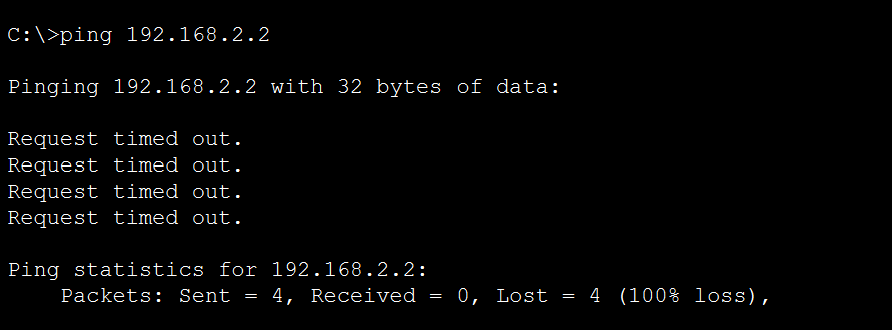 C:\>ping 192.168.2.2
Pinging 192.168.2.2 with 32 bytes of data:
Request timed out.
Request timed out.
Request timed out.
Request timed out.
Ping statistics for 192.168.2.2:
    Packets: Sent = 4, Received = 0, Lost = 4 (100% loss),